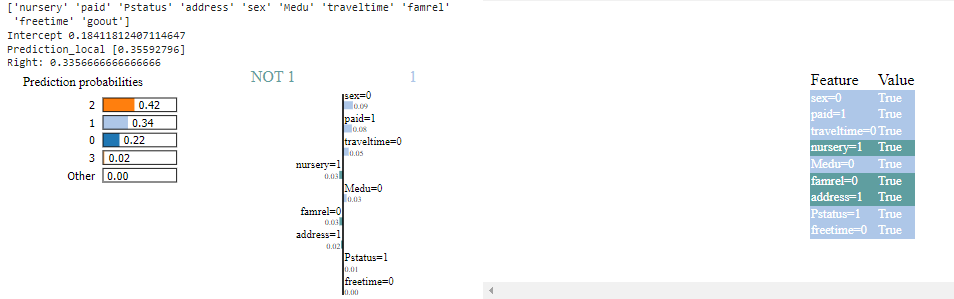 ['nursery' 'paid' 'Pstatus' 'address' 'sex' 'Medu' 'traveltime' 'famrel'
'freetime' 'goout']
Intercept 0.18411812407114647
Prediction_local [0.35592796]
Right: 0.3356666666666666
Prediction probabilities
2 0.42
1 0.34
0 0.22
3 0.02
Other 0.00
NOT 1 1
sex=0
0.09
paid=1
0.08
traveltime=0
0.05
nursery=1
0.03
Medu=0
0.03
famrel=0
0.03
address=1
0.02
Pstatus=1
0.01
freetime=0
0.00
Feature Value
sex=0 True
paid=1 True
traveltime=0 True
nursery=1 True
Medu=0 True
famrel=0 True
address=1 True
Pstatus=1 True
freetime=0 True